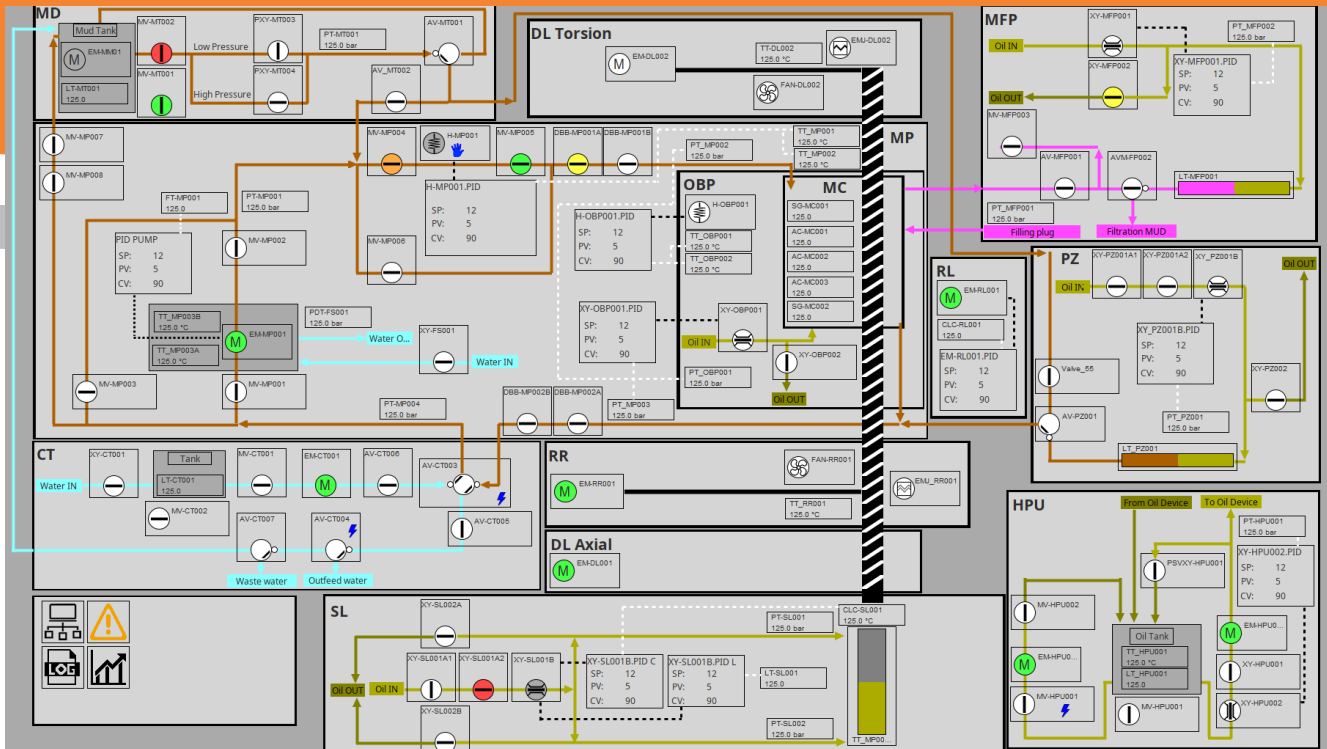 MD
Mud Tank
EM-MM01
M
LT-MT001
125.0
MV-MT002
MV-MT001
PXY-MT003
Low Pressure
PXY-MT004
High Pressure
PT-MT001
125.0 bar
AV-MT001
AV_MT002
DL Torsion
M
EM-DL002
TT-DL002
125.0 °C
EMJ-DL002
FAN-DL002
MFP
XY-MFP001
Oil IN
XY-MFP002
Oil OUT
PT_MFP002
125.0 bar
XY-MFP001.PID
SP: 12
PV: 5
CV: 90
MV-MFP003
AV-MFP001
AVM-FP002
LT-MFP001
PT_MFP001
125.0 bar
Filling plug
Filtration MUD
MV-MP007
MV-MP008
MV-MP004
H-MP001
MV-MP005
DBB-MP001A
DBB-MP001B
PT_MP002
125.0 bar
TT_MP001
125.0 °C
TT_MP002
125.0 °C
MP
FT-MP001
125.0
PT-MP001
125.0 bar
H-MP001.PID
SP: 12
PV: 5
CV: 90
PID PUMP
SP: 12
PV: 5
CV: 90
MV-MP002
MV-MP006
TT_MP003B
125.0 °C
TT_MP003A
125.0 °C
M
EM-MP001
PDT-FS001
125.0 bar
Water O...
XY-FS001
Water IN
MV-MP003
MV-MP001
PT-MP004
125.0 bar
DBB-MP002B
DBB-MP002A
PT_MP003
125.0 bar
OBP
H-OBP001
H-OBP001.PID
SP: 12
PV: 5
CV: 90
TT_OBP001
125.0 °C
TT_OBP002
125.0 °C
XY-OBP001.PID
SP: 12
PV: 5
CV: 90
XY-OBP001
Oil IN
XY-OBP002
Oil OUT
PT_OBP001
125.0 bar
MC
SG-MC001
125.0
AC-MC001
125.0
AC-MC002
125.0
AC-MC003
125.0
SG-MC002
125.0
RL
M
EM-RL001
CLC-RL001
125.0 °C
EM-RL001.PID
SP: 12
PV: 5
CV: 90
PZ
XY-PZ001A1
XY-PZ001A2
XY_PZ001B
Oil IN
Oil OUT
XY_PZ001B.PID
SP: 12
PV: 5
CV: 90
Valve_55
XY-PZ002
AV-PZ001
PT_PZ001
125.0 bar
LT_PZ001
CT
XY-CT001
Water IN
Tank
LT-CT001
125.0
MV-CT001
EM-CT001
M
AV-CT006
AV-CT003
MV-CT002
AV-CT007
AV-CT004
AV-CT005
Waste water
Outfeed water
RR
M
EM-RR001
FAN-RR001
TT_RR001
125.0 °C
EMJ_RR001
DL Axial
M
EM-DL001
LOG
SL
XY-SL002A
XY-SL001A1
XY-SL001A2
XY-SL001B
Oil OUT
Oil IN
XY-SL002B
XY-SL001B.PID C
SP: 12
PV: 5
CV: 90
XY-SL001B.PID L
SP: 12
PV: 5
CV: 90
PT-SL001
125.0 bar
LT-SL001
125.0
PT-SL002
125.0 bar
CLC-SL001
125.0 °C
TT_MP00...
HPU
From Oil Device
To Oil Device
PT-HPU001
125.0 bar
XY-HPU002.PID
SP: 12
PV: 5
CV: 90
PSVXY-HPU001
MV-HPU002
M
EM-HPU0...
MV-HPU001
Oil Tank
TT_HPU001
125.0 °C
LT_HPU001
125.0
MV-HPU001
M
EM-HPU0...
XY-HPU001
XY-HPU002